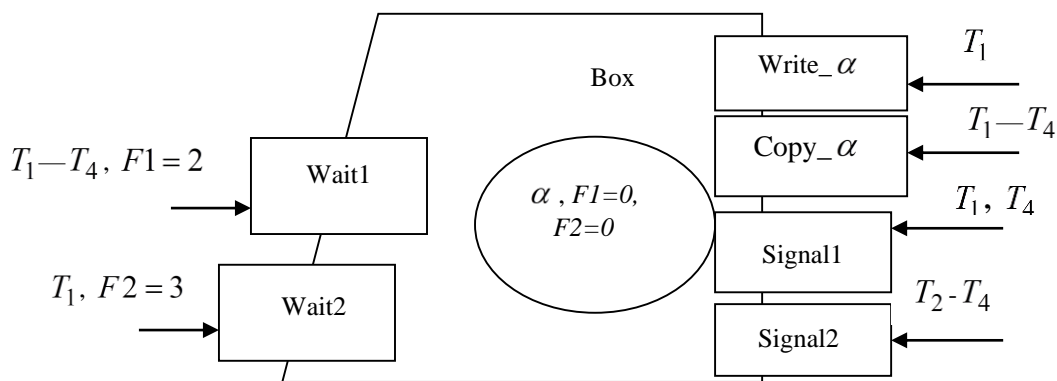 T₁—T₄, F1 = 2
Wait1
T₁, F2 = 3
Wait2
Box
α , F1=0,
F2=0
Write_α
T₁
Copy_α
T₁—T₄
Signal1
T₁, T₄
Signal2
T₂ - T₄